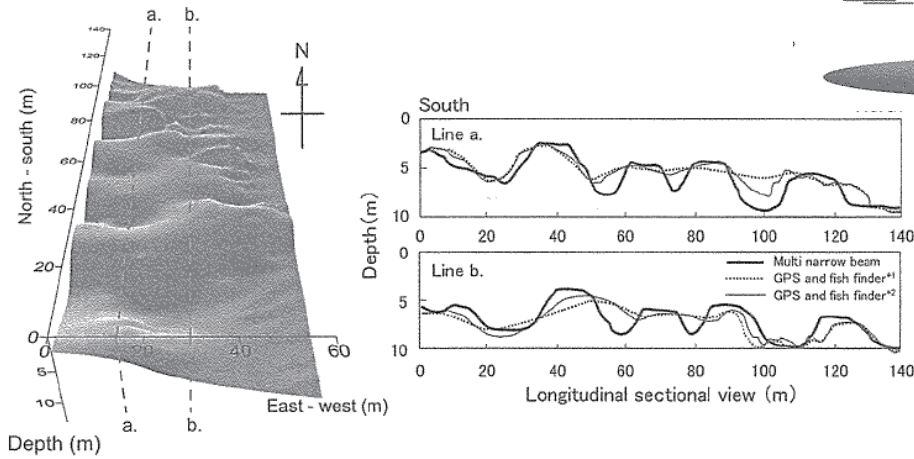 a.
b.
140
120
100
80
60
40
20
0
North - south (m)
N
0
20
40
60
5
10
East - west (m)
a.
b.
Depth (m)
South
Line a.
0
5
10
0
20
40
60
80
100
120
140
Depth(m)
Line b.
Multi narrow beam
GPS and fish finder*1
GPS and fish finder*2
0
5
10
0
20
40
60
80
100
120
140
Longitudinal sectional view (m)